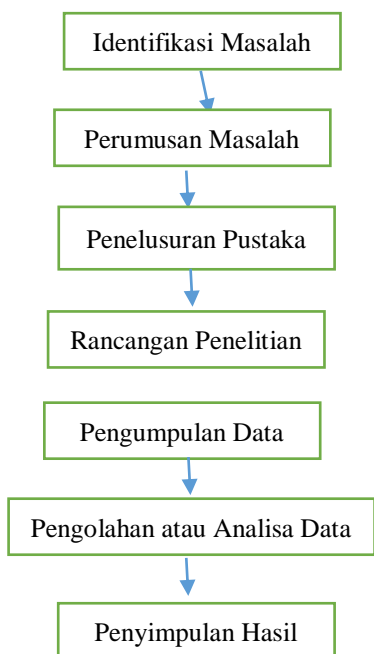 Identifikasi Masalah
Perumusan Masalah
Penelusuran Pustaka
Rancangan Penelitian
Pengumpulan Data
Pengolahan atau Analisa Data
Penyimpulan Hasil